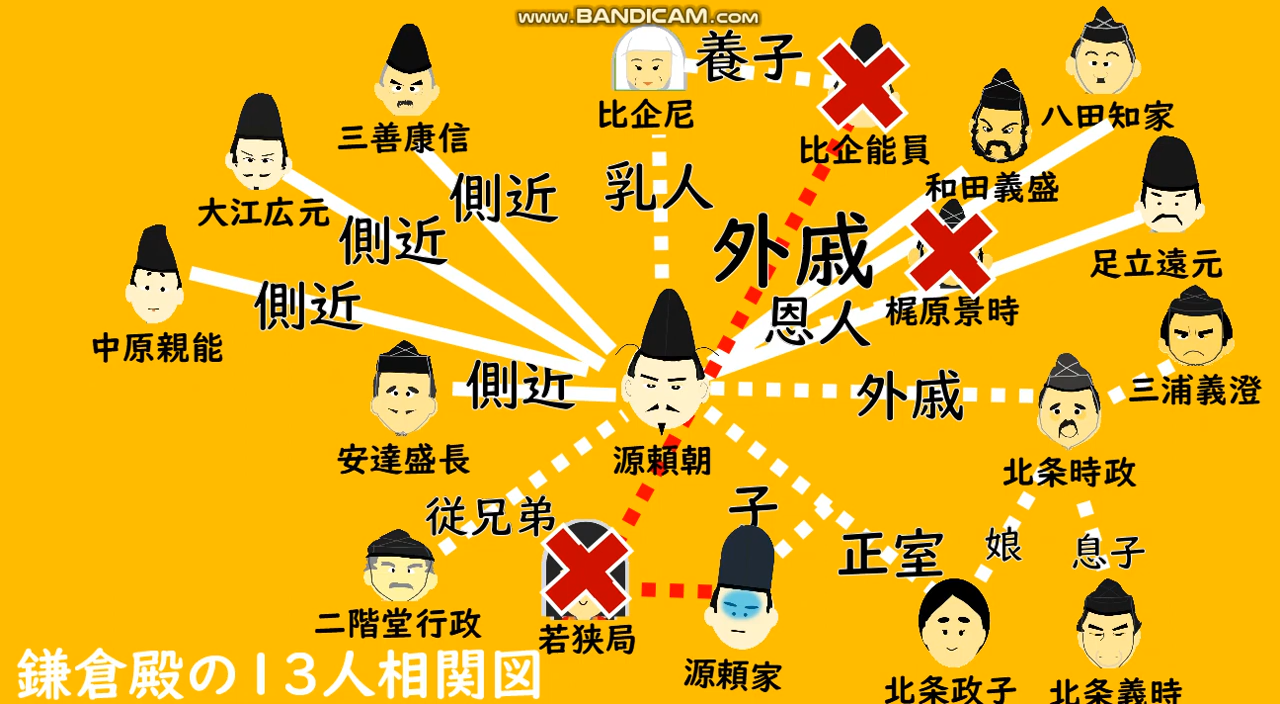 www.BANDICAM.com
養子
比企尼
比企能員
八田知家
三善康信
乳人
和田義盛
大江広元
側近
側近
外戚
足立遠元
中原親能
側近
恩人
梶原景時
側近
外戚
三浦義澄
安達盛長
源頼朝
北条時政
従兄弟
子
正室
娘
息子
二階堂行政
若狭局
源頼家
北条政子
北条義時
鎌倉殿の13人相関図